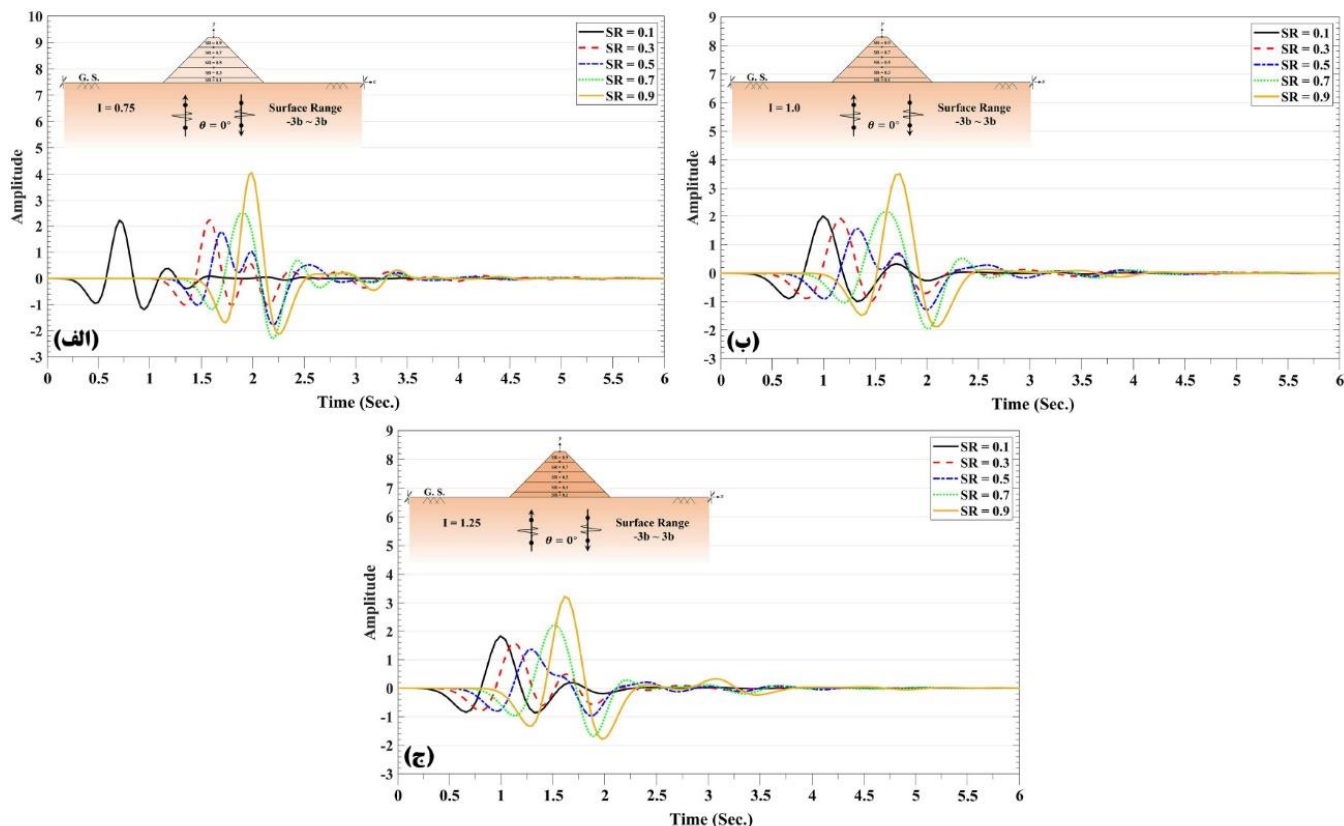 10
9
8
7
6
5
4
3
2
1
0
-1
-2
-3
Amplitude
0 0.5 1 1.5 2 2.5 3 3.5 4 4.5 5 5.5 6
Time (Sec.)
SR = 0.1
SR = 0.3
SR = 0.5
SR = 0.7
SR = 0.9
G. S.
I = 0.75
θ = 0°
Surface Range
-3b ~ 3b
(الف)
9
8
7
6
5
4
3
2
1
0
-1
-2
-3
Amplitude
0 0.5 1 1.5 2 2.5 3 3.5 4 4.5 5 5.5 6
Time (Sec.)
SR = 0.1
SR = 0.3
SR = 0.5
SR = 0.7
SR = 0.9
G. S.
I = 1.0
θ = 0°
Surface Range
-3b ~ 3b
(ب)
9
8
7
6
5
4
3
2
1
0
-1
-2
-3
Amplitude
0 0.5 1 1.5 2 2.5 3 3.5 4 4.5 5 5.5 6
Time (Sec.)
SR = 0.1
SR = 0.3
SR = 0.5
SR = 0.7
SR = 0.9
G. S.
I = 1.25
θ = 0°
Surface Range
-3b ~ 3b
(ج)